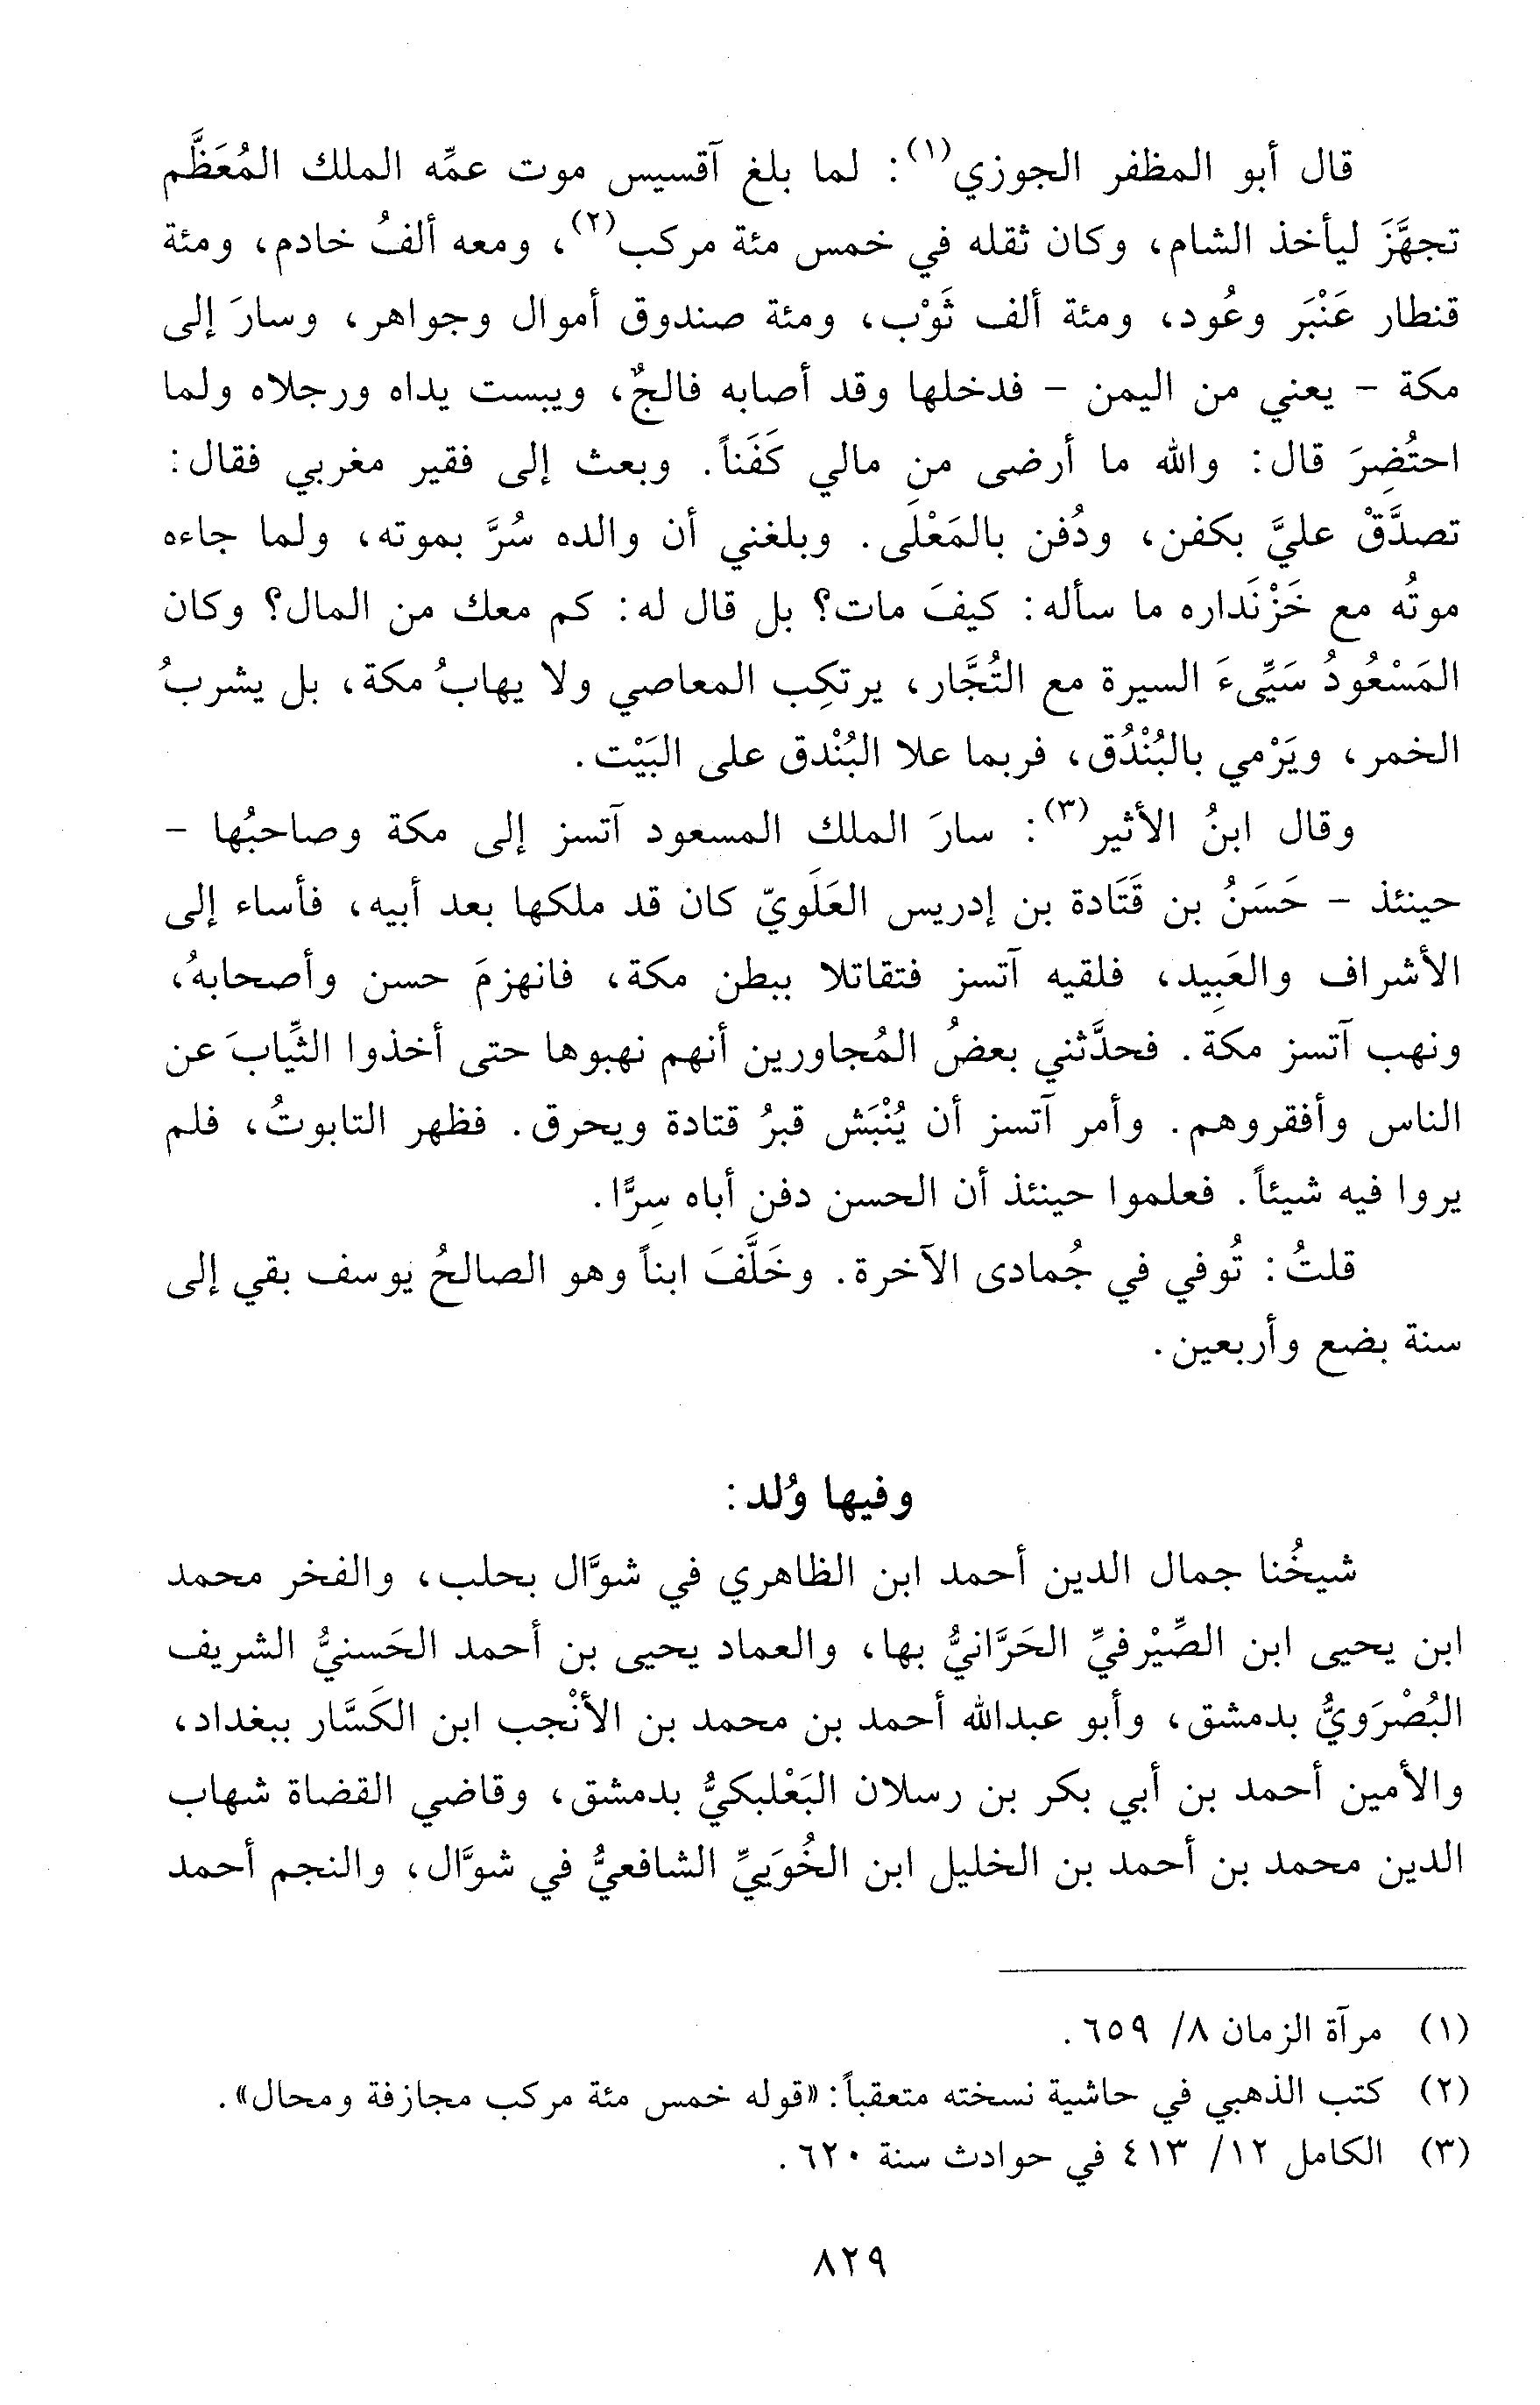 قال أبو المظفر الجوزي(١): لما بلغ آقسيس موت عمِّه الملك المُعَظَّم
تجهَّزَ ليأخذ الشام، وكان ثقله في خمس مئة مركب(٢)، ومعه ألفُ خادم، ومئة
قنطار عَنْبَر وعُود، ومئة ألف ثَوْب، ومئة صندوق أموال وجواهر، وسارَ إلى
مكة - يعني من اليمن - فدخلها وقد أصابه فالجٌ، ويبست يداه ورجلاه ولما
احتُضِرَ قال: والله ما أرضى من مالي كَفَناً. وبعث إلى فقير مغربي فقال:
تصدَّقْ عليَّ بكفن، ودُفن بالمَعْلَى. وبلغني أن والده سُرَّ بموته، ولما جاءه
موتُه مع خَزْنَداره ما سأله: كيفَ مات؟ بل قال له: كم معك من المال؟ وكان
المَسْعُودُ سَيِّىءَ السيرة مع التُجَّار، يرتكِب المعاصي ولا يهابُ مكة، بل يشربُ
الخمر، ويَرْمي بالبُنْدُق، فربما علا البُنْدق على البَيْت.
وقال ابنُ الأثير(٣): سارَ الملك المسعود آتسز إلى مكة وصاحبُها -
حينئذ - حَسَنُ بن قَتَادة بن إدريس العَلَويّ كان قد ملكها بعد أبيه، فأساء إلى
الأشراف والعَبِيد، فلقيه آتسز فتقاتلا ببطن مكة، فانهزمَ حسن وأصحابهُ،
ونهب آتسز مكة. فحدَّثني بعضُ المُجاورين أنهم نهبوها حتى أخذوا الثِّيابَ عن
الناس وأفقروهم. وأمر آتسز أن يُنْبَش قبرُ قتادة ويحرق. فظهر التابوتُ، فلم
يروا فيه شيئاً. فعلموا حينئذ أن الحسن دفن أباه سِرًّا.
قلتُ: تُوفي في جُمادى الآخرة. وخَلَّفَ ابناً وهو الصالحُ يوسف بقي إلى
سنة بضع وأربعين.
وفيها وُلد:
شيخُنا جمال الدين أحمد ابن الظاهري في شوَّال بحلب، والفخر محمد
ابن يحيى ابن الصِّيْرفيِّ الحَرَّانيُّ بها، والعماد يحيى بن أحمد الحَسنيُّ الشريف
البُصْرَويُّ بدمشق، وأبو عبدالله أحمد بن محمد بن الأنْجب ابن الكَسَّار ببغداد،
والأمين أحمد بن أبي بكر بن رسلان البَعْلبكيُّ بدمشق، وقاضي القضاة شهاب
الدين محمد بن أحمد بن الخليل ابن الخُوَييِّ الشافعيُّ في شوَّال، والنجم أحمد
(١) مرآة الزمان ٨/ ٦٥٩.
(٢) كتب الذهبي في حاشية نسخته متعقباً: «قوله خمس مئة مركب مجازفة ومحال».
(٣) الكامل ١٢/ ٤١٣ في حوادث سنة ٦٢٠.
٨٢٩